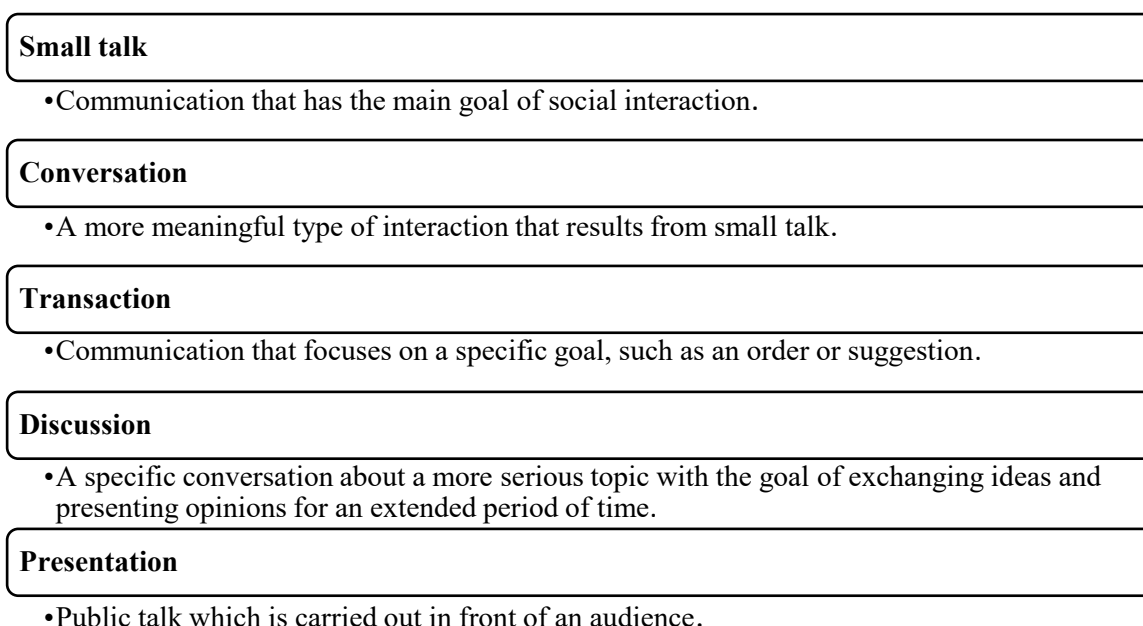 Small talk
•Communication that has the main goal of social interaction.
Conversation
•A more meaningful type of interaction that results from small talk.
Transaction
•Communication that focuses on a specific goal, such as an order or suggestion.
Discussion
•A specific conversation about a more serious topic with the goal of exchanging ideas and
presenting opinions for an extended period of time.
Presentation
•Public talk which is carried out in front of an audience.